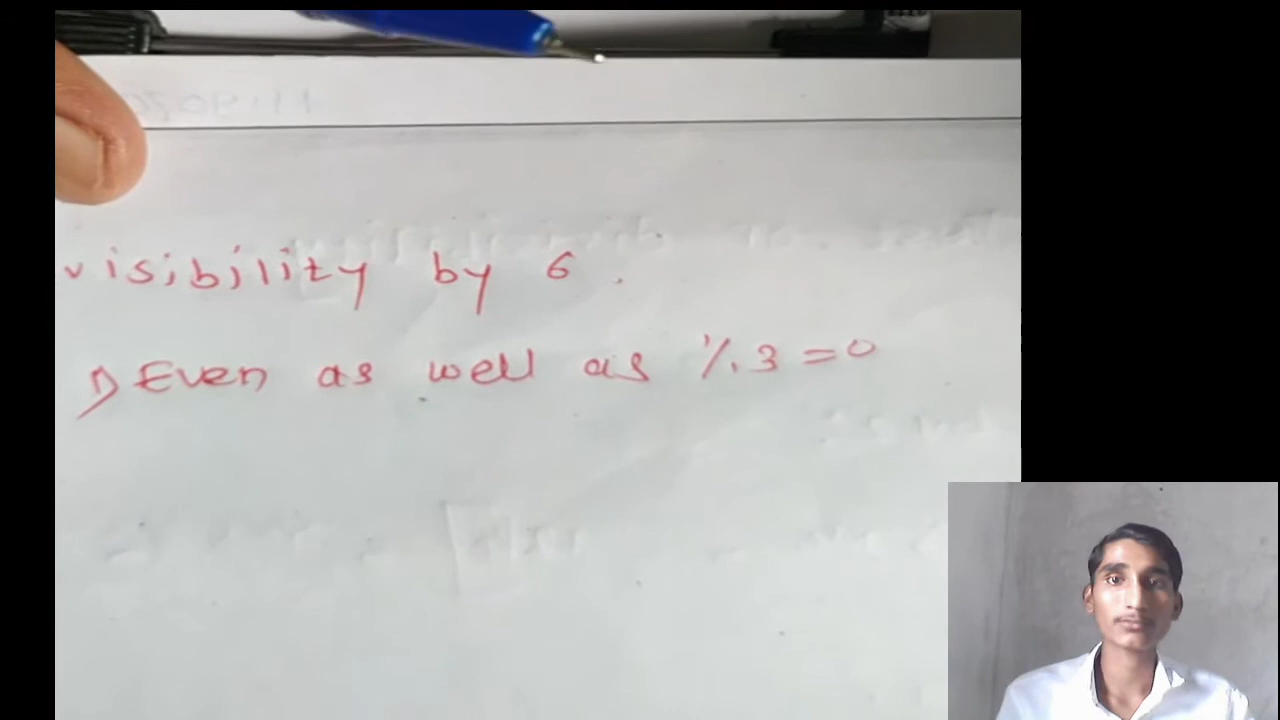 visibility by 6.
1) Even as well as % 3 = 0